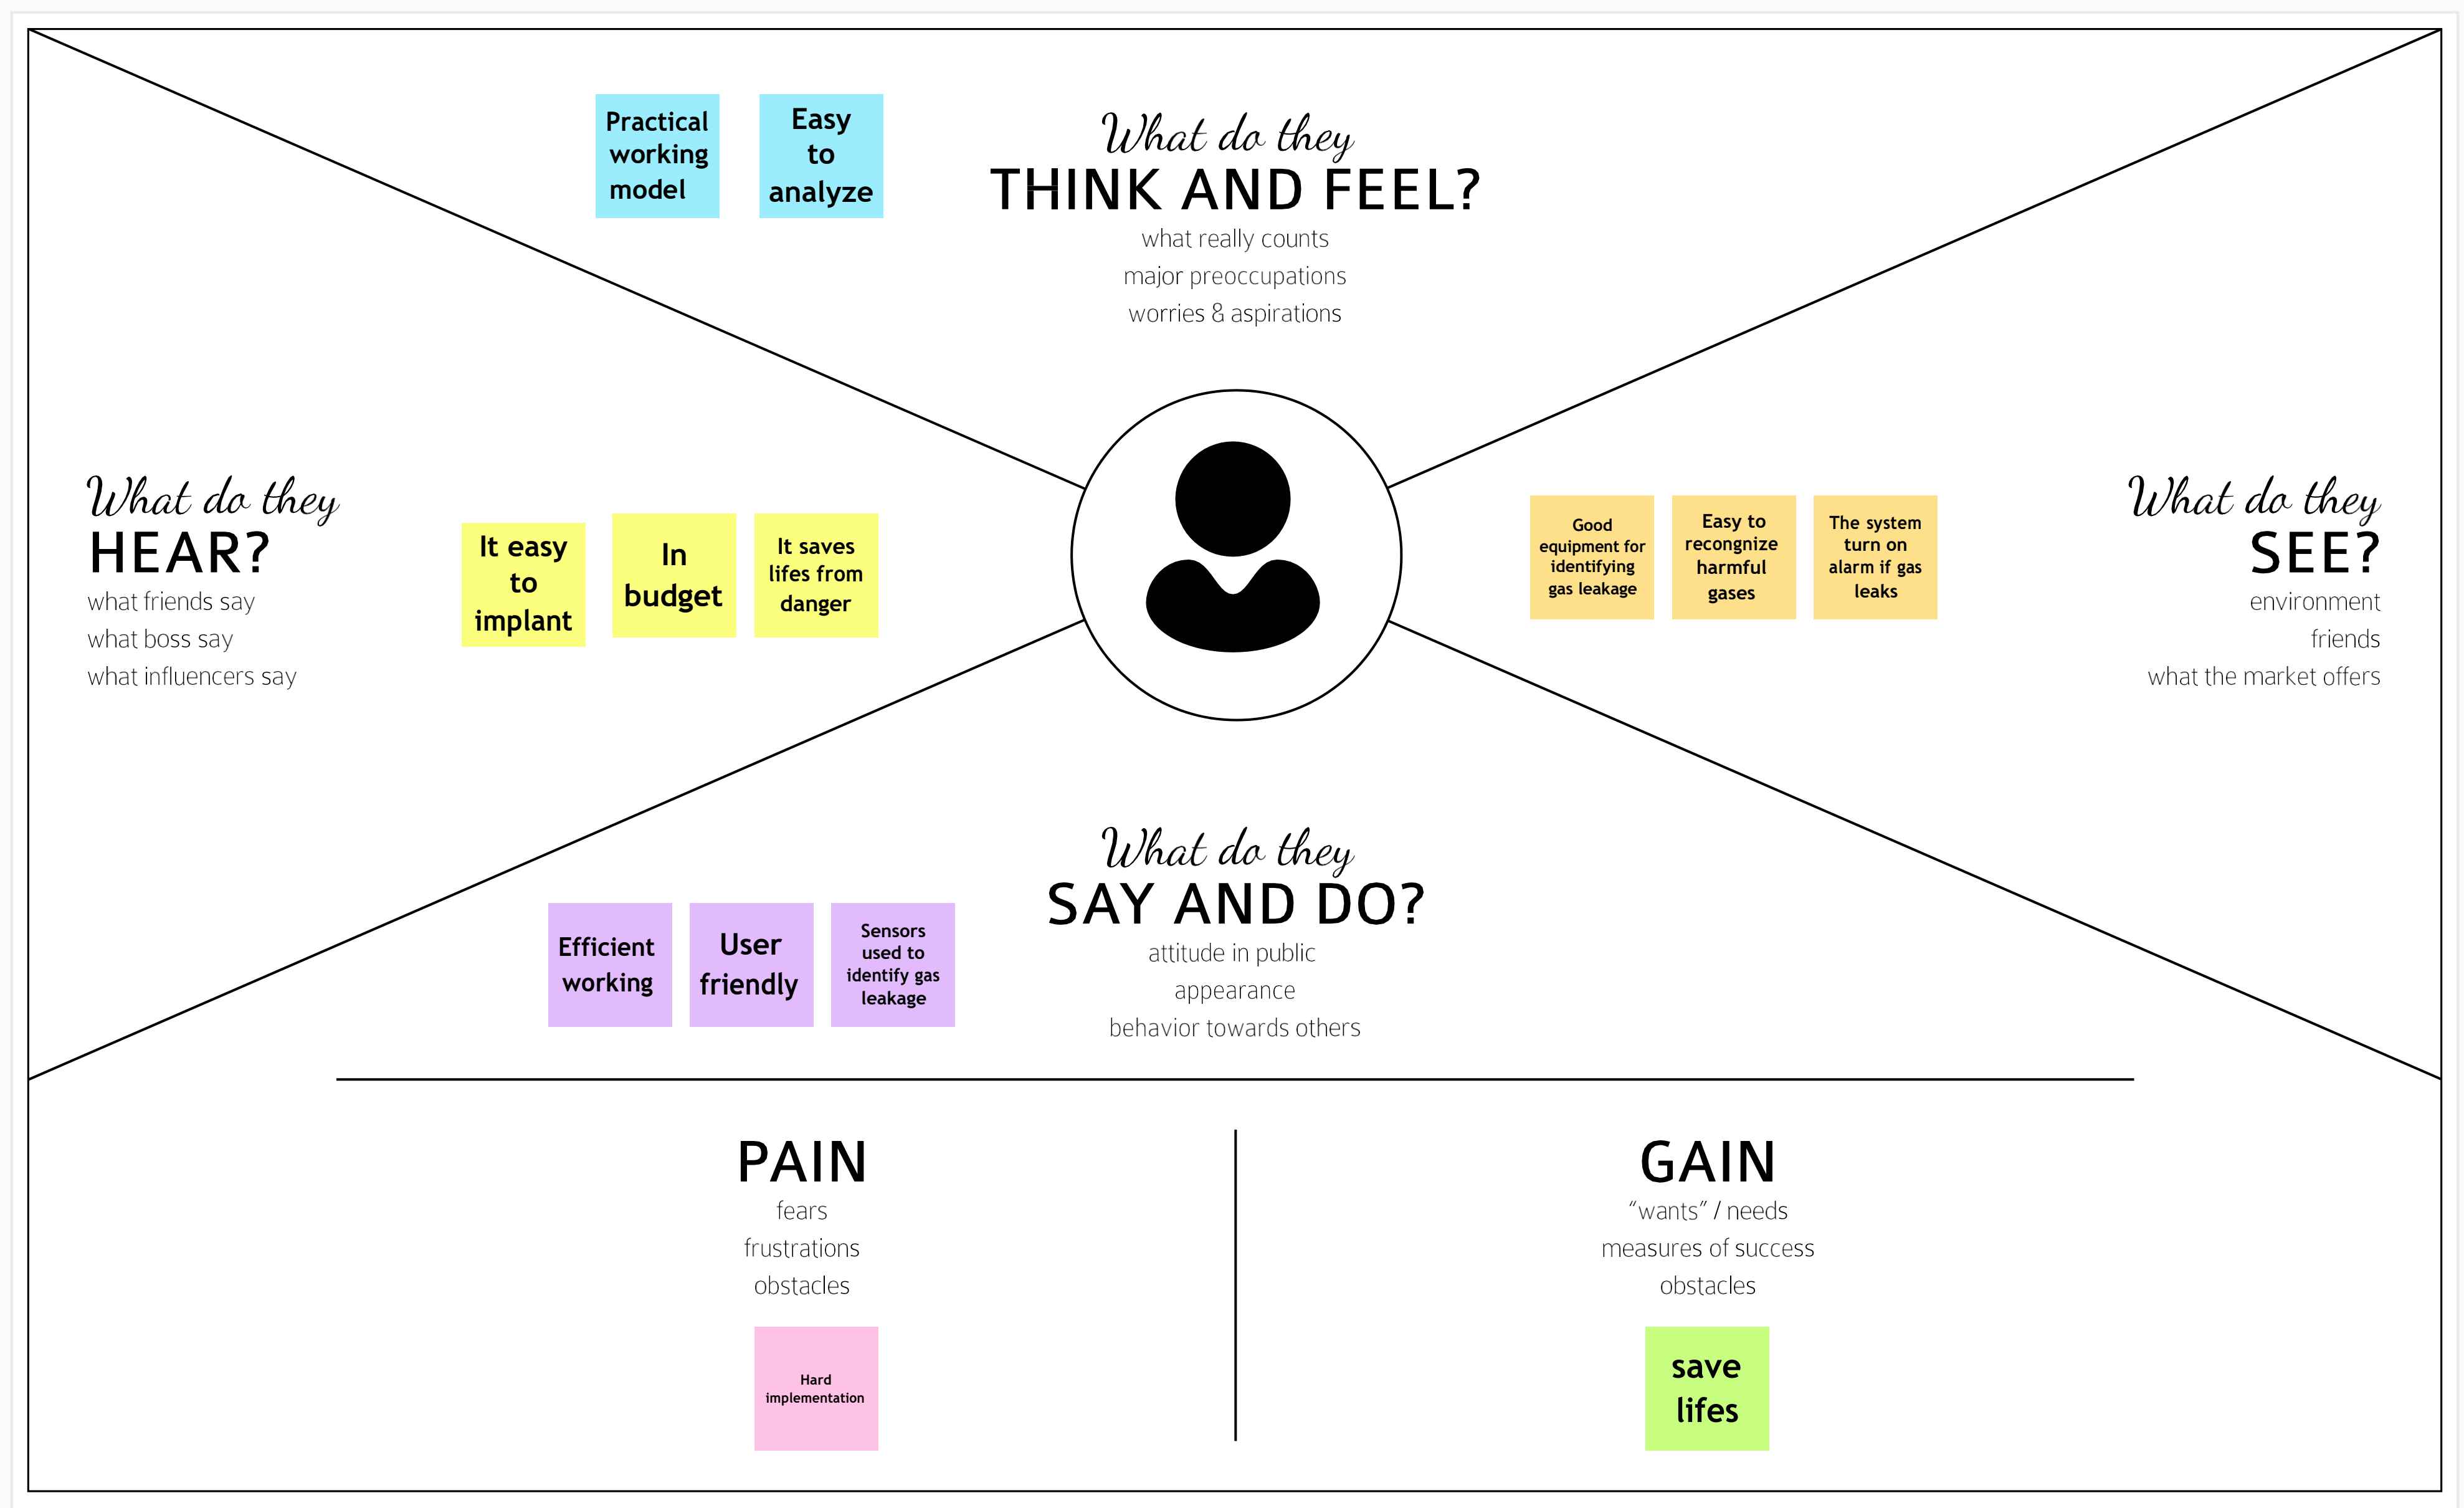 Practical
working
model
Easy
to
analyze
What do they
THINK AND FEEL?
what really counts
major preoccupations
worries & aspirations
What do they
HEAR?
what friends say
what boss say
what influencers say
It easy
to
implant
In
budget
It saves
lifes from
danger
Good
equipment for
identifying
gas leakage
Easy to
recongnize
harmful
gases
The system
turn on
alarm if gas
leaks
What do they
SEE?
environment
friends
what the market offers
What do they
SAY AND DO?
attitude in public
appearance
behavior towards others
Efficient
working
User
friendly
Sensors
used to
identify gas
leakage
PAIN
fears
frustrations
obstacles
Hard
implementation
GAIN
“wants” / needs
measures of success
obstacles
save
lifes